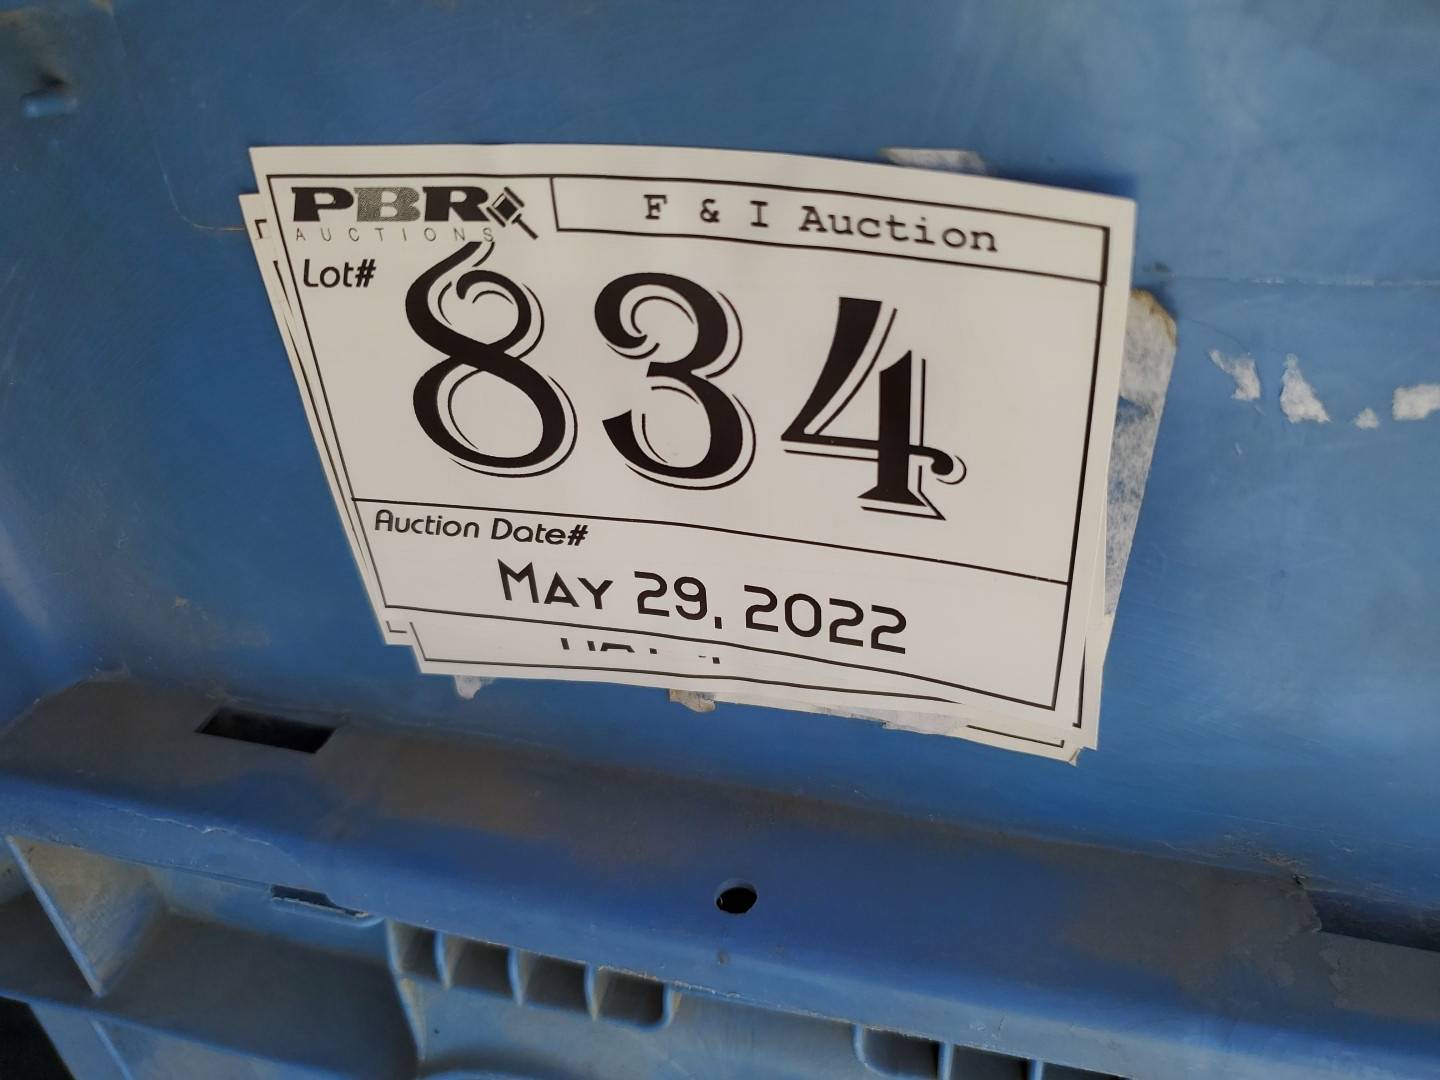 PBR
AUCTIONS
F & I Auction
Lot#
834
Auction Date#
May 29, 2022